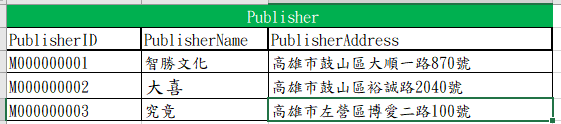 Publisher
PublisherID PublisherName PublisherAddress
M000000001 智勝文化 高雄市鼓山區大順一路870號
M000000002 大喜 高雄市鼓山區裕誠路2040號
M000000003 究竟 高雄市左營區博愛二路100號